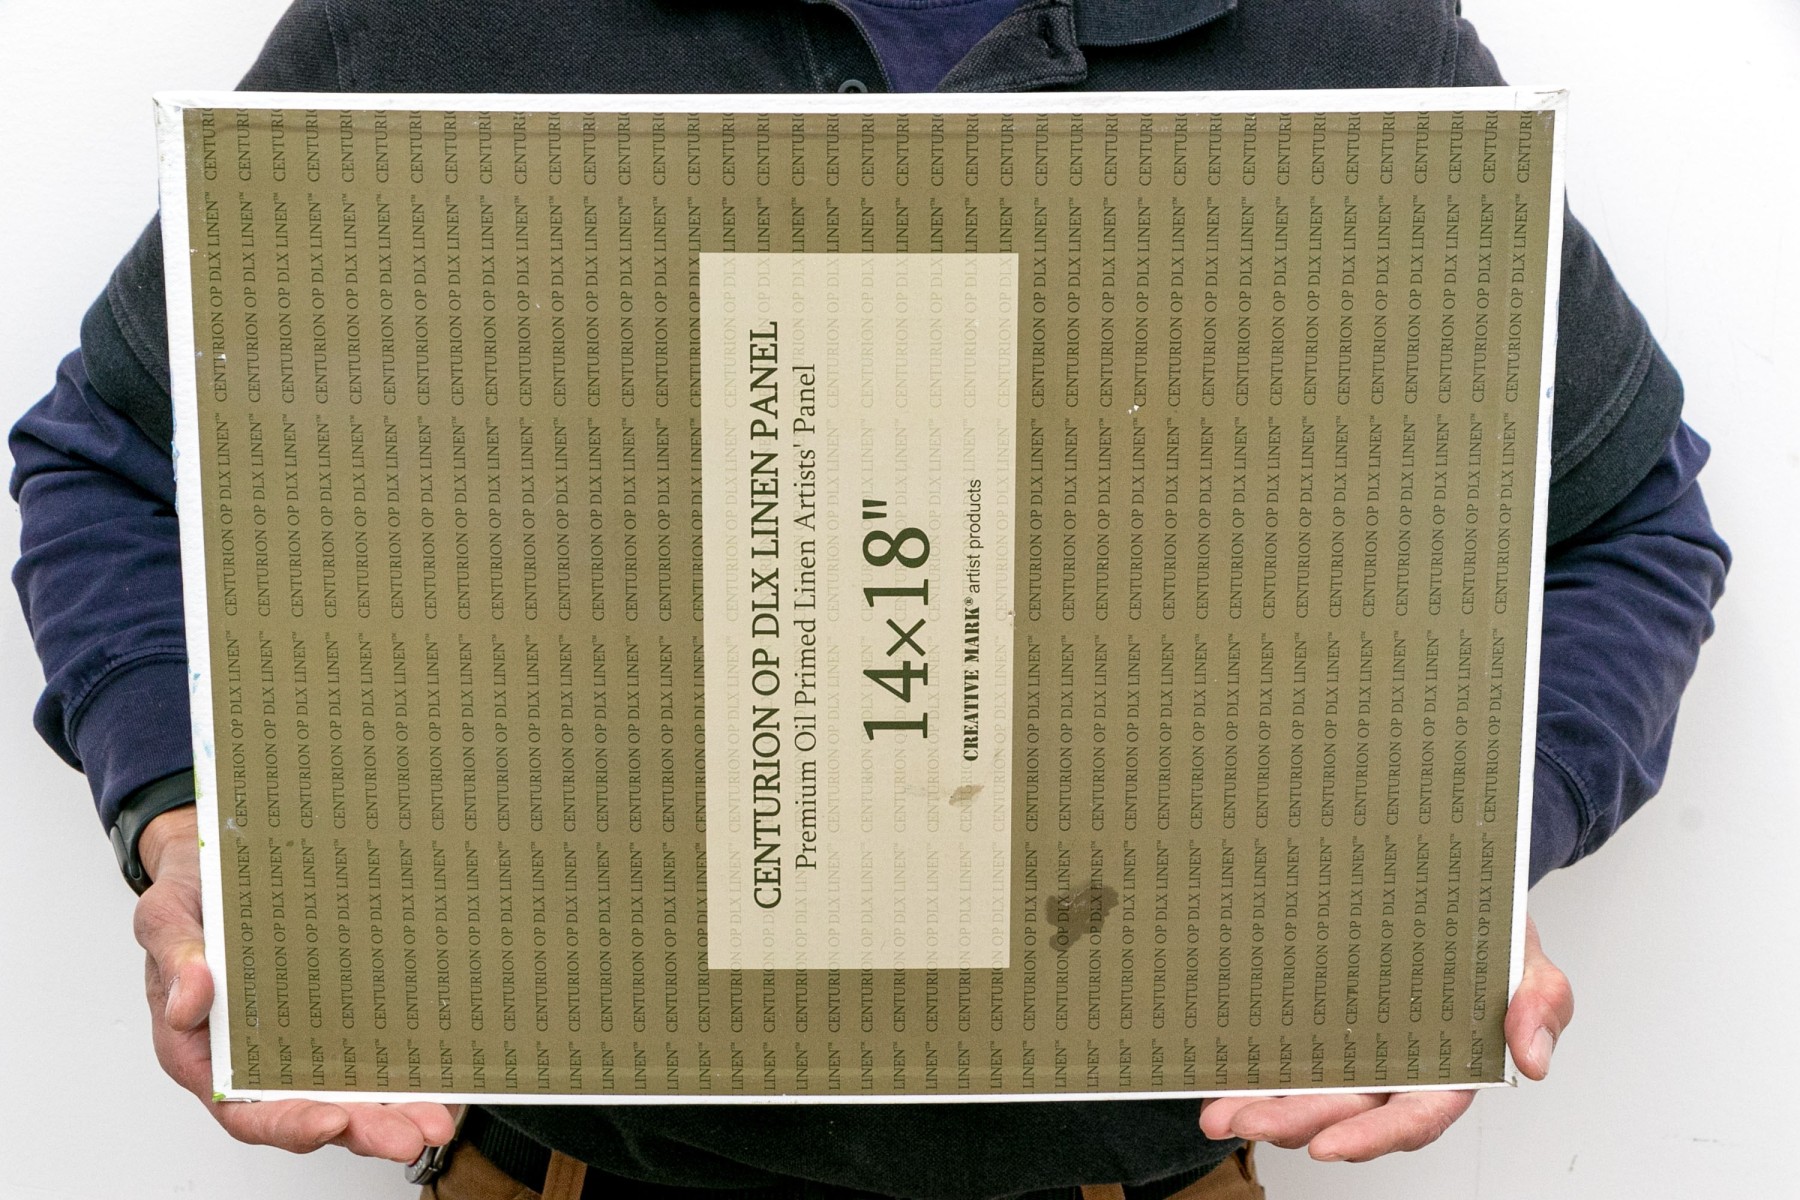 CENTURION OP DLX LINEN PANEL
Premium Oil Primed Linen Artists' Panel
14×18"
CREATIVE MARK® artist products
CENTURION OP DLX LINEN™